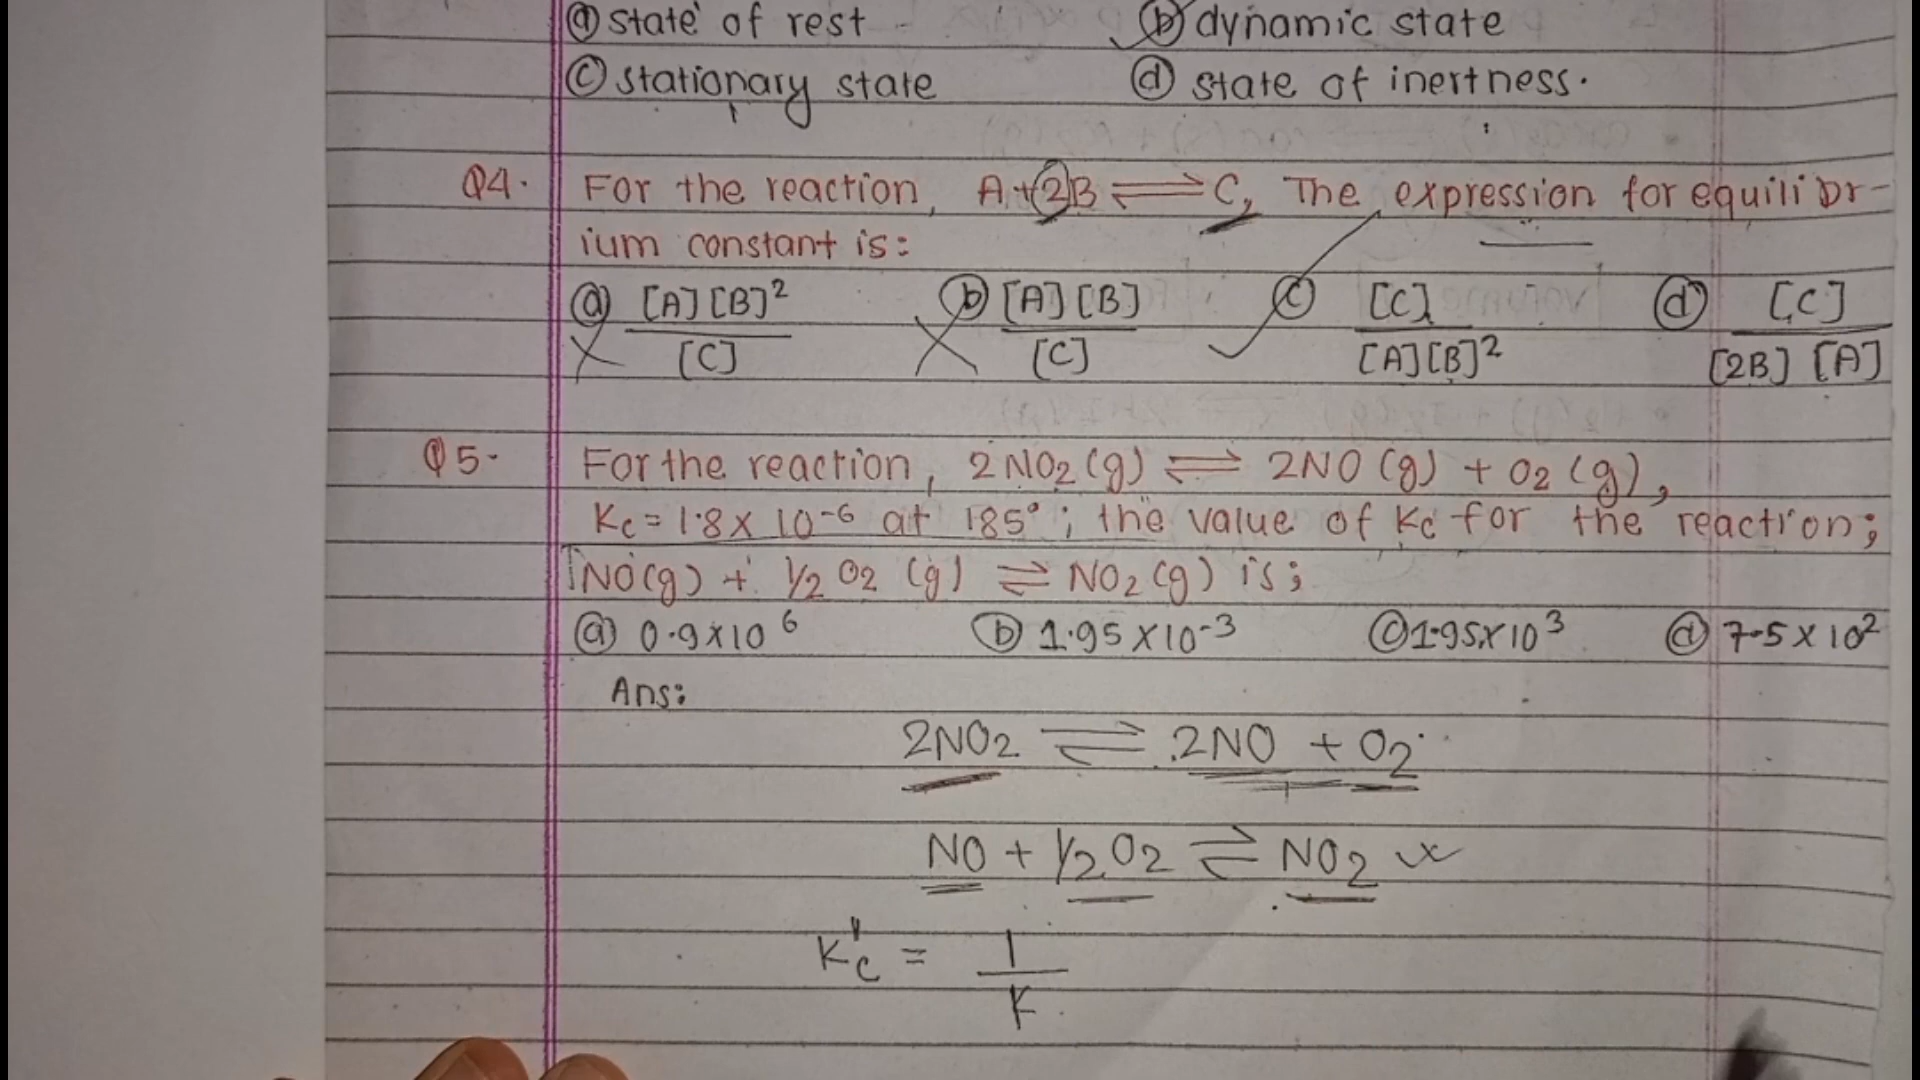 ⓐ state of rest ⓑ dynamic state
ⓒ stationary state ⓓ state of inertness.
Q4. For the reaction, A+2B ⇌ C, The expression for equilibr-
ium constant is:
ⓐ [A][B]²/[C] ⓑ [A][B]/[C] ⓒ [C]/[A][B]² ⓓ [C]/[2B][A]
Q5. For the reaction, 2NO₂(g) ⇌ 2NO(g) + O₂(g),
Kc = 1.8 × 10⁻⁶ at 185°; the value of Kc for the reaction;
NO(g) + ½ O₂ (g) ⇌ NO₂(g) is;
ⓐ 0.9×10⁶ ⓑ 1.95×10⁻³ ⓒ 1.95×10³ ⓓ 7.5×10²
Ans:
2NO₂ ⇌ 2NO + O₂
NO + ½O₂ ⇌ NO₂
K'c = 1/K